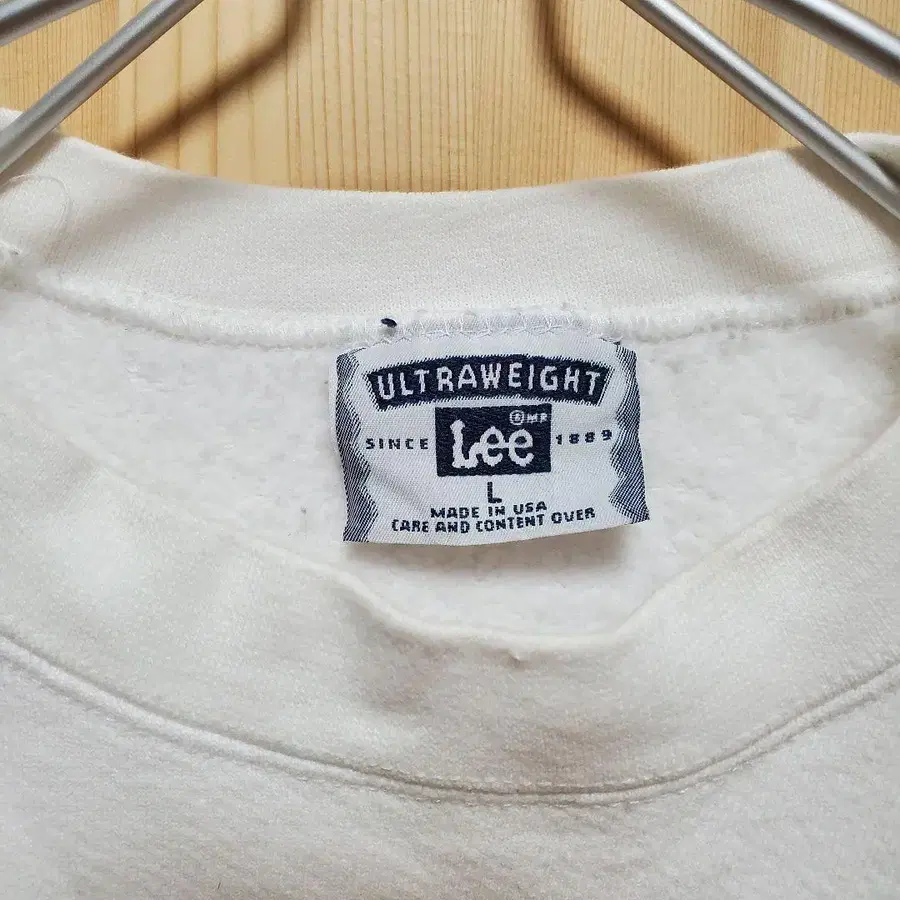 ULTRAWEIGHT
® MR
SINCE Lee 1889
L
MADE IN USA
CARE AND CONTENT OVER